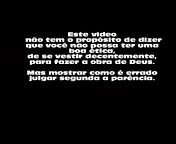 Este video
não tem o propósito de dizer
que você não possa ter uma
boa ética,
de se vestir decentemente,
para fazer a obra de Deus.
Mas mostrar como é errado
julgar segundo a parência.